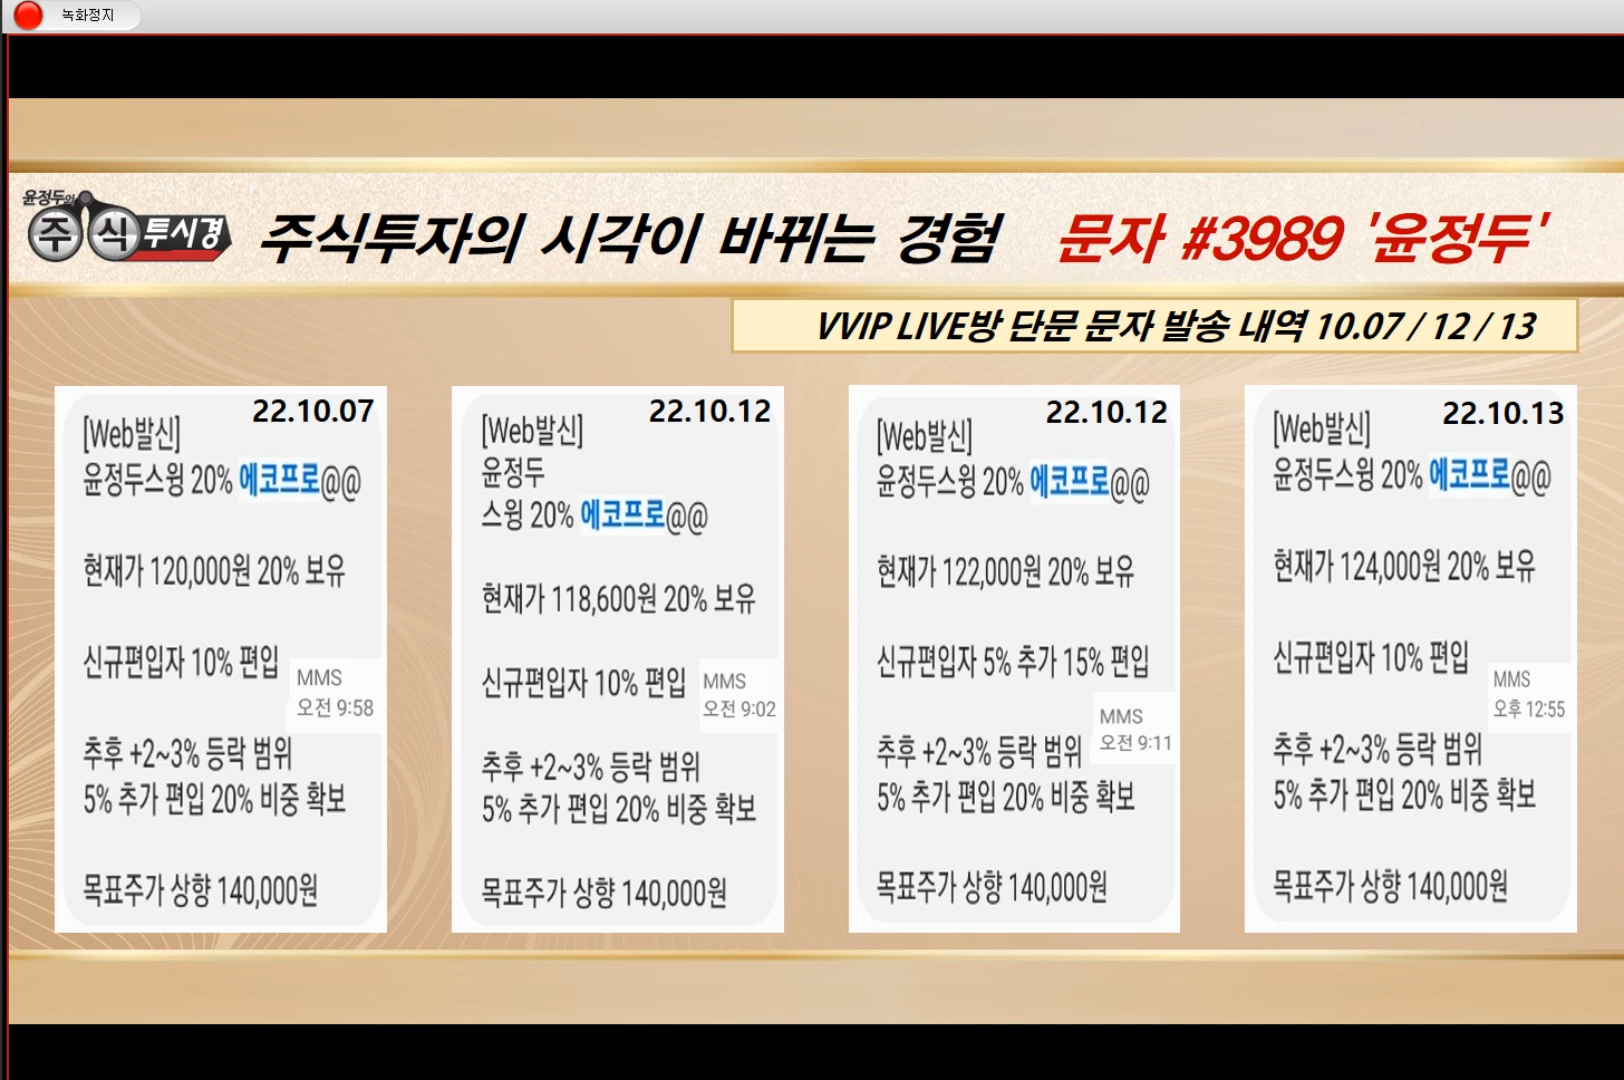 녹화정지
윤정두의
주식투시경
주식투자의 시각이 바뀌는 경험 문자 #3989 '윤정두'
VVIP LIVE방 단문 문자 발송 내역 10.07 / 12 / 13
22.10.07
[Web발신]
윤정두스윙 20% 에코프로@@
현재가 120,000원 20% 보유
신규편입자 10% 편입
MMS
오전 9:58
추후 +2~3% 등락 범위
5% 추가 편입 20% 비중 확보
목표주가 상향 140,000원
22.10.12
[Web발신]
윤정두
스윙 20% 에코프로@@
현재가 118,600원 20% 보유
신규편입자 10% 편입
MMS
오전 9:02
추후 +2~3% 등락 범위
5% 추가 편입 20% 비중 확보
목표주가 상향 140,000원
22.10.12
[Web발신]
윤정두스윙 20% 에코프로@@
현재가 122,000원 20% 보유
신규편입자 5% 추가 15% 편입
MMS
오전 9:11
추후 +2~3% 등락 범위
5% 추가 편입 20% 비중 확보
목표주가 상향 140,000원
22.10.13
[Web발신]
윤정두스윙 20% 에코프로@@
현재가 124,000원 20% 보유
신규편입자 10% 편입
MMS
오후 12:55
추후 +2~3% 등락 범위
5% 추가 편입 20% 비중 확보
목표주가 상향 140,000원